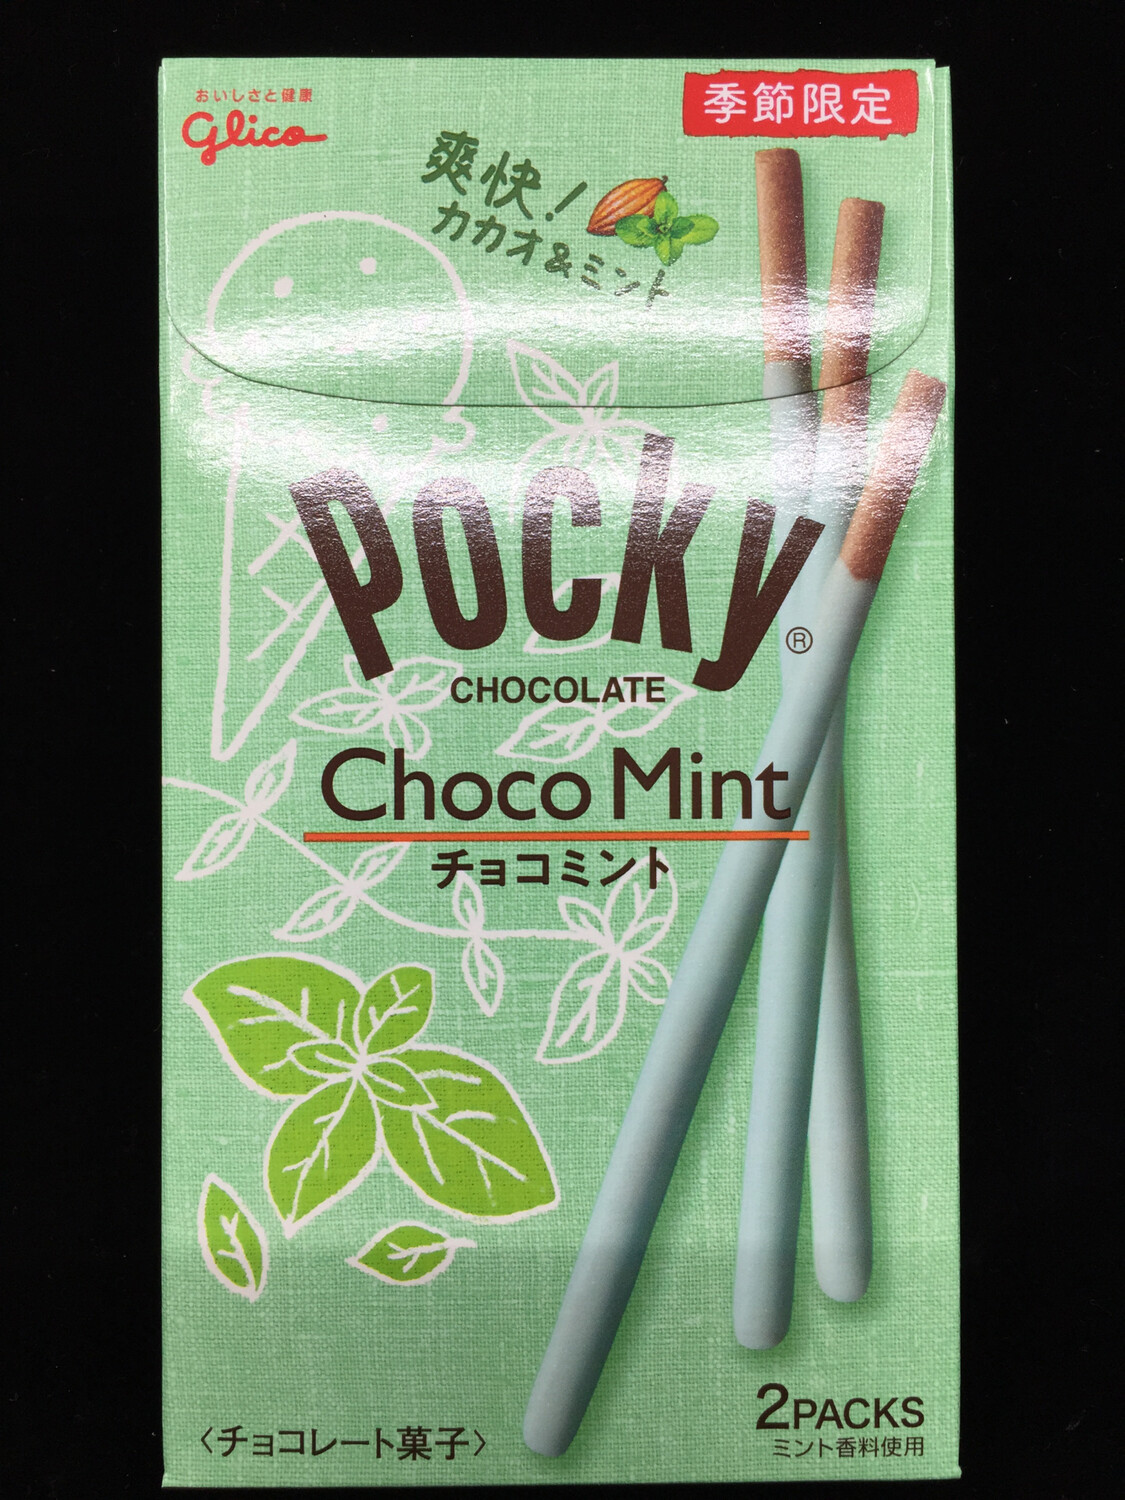 おいしさと健康
glico
季節限定
爽快!
カカオ&ミント
Pocky®
CHOCOLATE
Choco Mint
チョコミント
〈チョコレート菓子〉
2PACKS
ミント香料使用